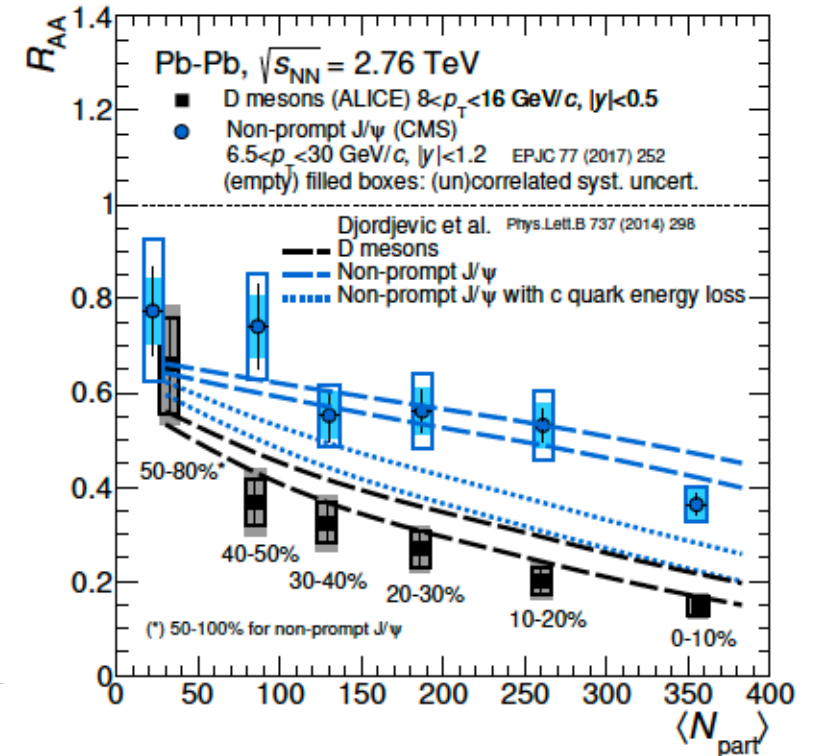 R_AA
1.4
1.2
1
0.8
0.6
0.4
0.2
0
Pb-Pb, √s_NN = 2.76 TeV
D mesons (ALICE) 8<p_T<16 GeV/c, |y|<0.5
Non-prompt J/ψ (CMS)
6.5<p_T<30 GeV/c, |y|<1.2 EPJC 77 (2017) 252
(empty) filled boxes: (un)correlated syst. uncert.
Djordjevic et al. Phys.Lett.B 737 (2014) 298
D mesons
Non-prompt J/ψ
Non-prompt J/ψ with c quark energy loss
50-80%*
40-50%
30-40%
20-30%
10-20%
0-10%
(*) 50-100% for non-prompt J/ψ
0 50 100 150 200 250 300 350 400
⟨N_part⟩